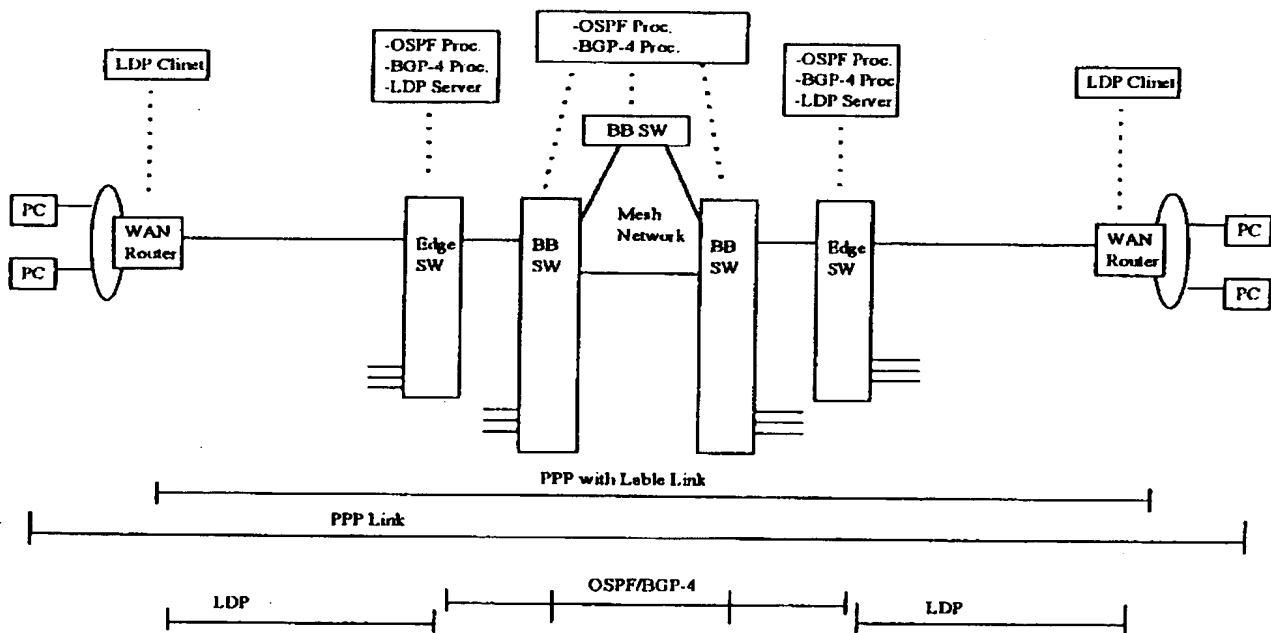 -OSPF Proc.
-BGP-4 Proc.
-OSPF Proc.
-BGP-4 Proc.
-LDP Server
-OSPF Proc.
-BGP-4 Proc
-LDP Server
LDP Clinet
LDP Clinet
BB SW
PC
PC
WAN
Router
Edge
SW
BB
SW
Mesh
Network
BB
SW
Edge
SW
WAN
Router
PC
PC
PPP with Lable Link
PPP Link
LDP
OSPF/BGP-4
LDP